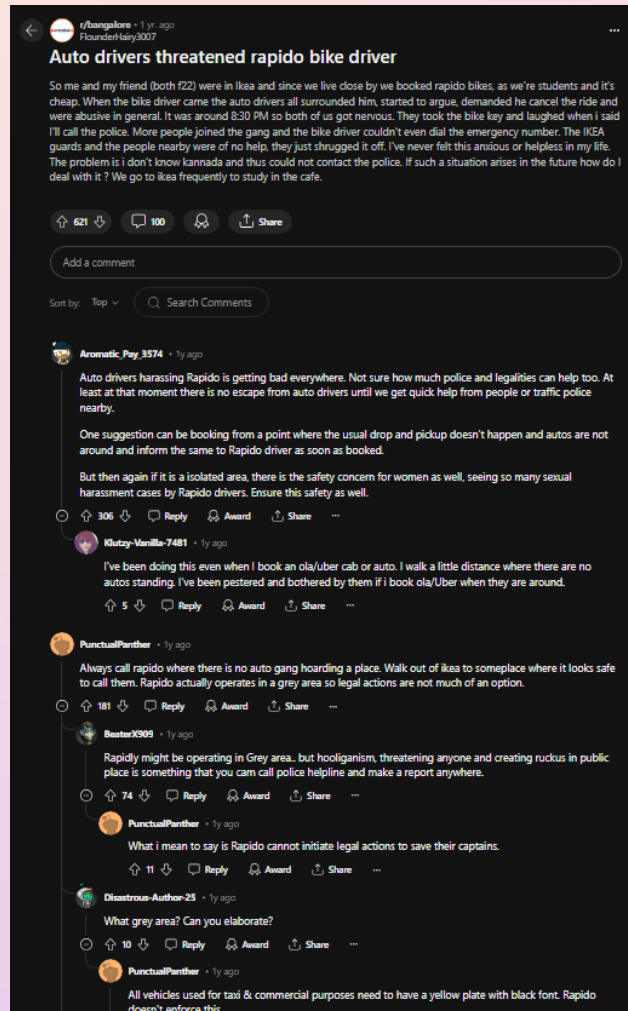 r/bangalore • 1 yr. ago
FlounderHairy3007
Auto drivers threatened rapido bike driver
So me and my friend (both f22) were in Ikea and since we live close by we booked rapido bikes, as we're students and it's
cheap. When the bike driver came the auto drivers all surrounded him, started to argue, demanded he cancel the ride and
were abusive in general. It was around 8:30 PM so both of us got nervous. They took the bike key and laughed when i said
I'll call the police. More people joined the gang and the bike driver couldn't even dial the emergency number. The IKEA
guards and the people nearby were of no help, they just shrugged it off. I've never felt this anxious or helpless in my life.
The problem is i don't know kannada and thus could not contact the police. If such a situation arises in the future how do I
deal with it ? We go to ikea frequently to study in the cafe.
621
100
Share
Add a comment
Sort by: Top
Search Comments
Aromatic_Pay_3574 • 1y ago
Auto drivers harassing Rapido is getting bad everywhere. Not sure how much police and legalities can help too. At
least at that moment there is no escape from auto drivers until we get quick help from people or traffic police
nearby.
One suggestion can be booking from a point where the usual drop and pickup doesn't happen and autos are not
around and inform the same to Rapido driver as soon as booked.
But then again if it is a isolated area, there is the safety concern for women as well, seeing so many sexual
harassment cases by Rapido drivers. Ensure this safety as well.
306 Reply Award Share ...
Klutzy-Vanilla-7481 • 1y ago
I've been doing this even when I book an ola/uber cab or auto. I walk a little distance where there are no
autos standing. I've been pestered and bothered by them if i book ola/Uber when they are around.
5 Reply Award Share ...
PunctualPanther • 1y ago
Always call rapido where there is no auto gang hoarding a place. Walk out of ikea to someplace where it looks safe
to call them. Rapido actually operates in a grey area so legal actions are not much of an option.
181 Reply Award Share ...
BeaterX909 • 1y ago
Rapidly might be operating in Grey area.. but hooliganism, threatening anyone and creating ruckus in public
place is something that you cam call police helpline and make a report anywhere.
74 Reply Award Share ...
PunctualPanther • 1y ago
What i mean to say is Rapido cannot initiate legal actions to save their captains.
11 Reply Award Share ...
Disastrous-Author-25 • 1y ago
What grey area? Can you elaborate?
10 Reply Award Share ...
PunctualPanther • 1y ago
All vehicles used for taxi & commercial purposes need to have a yellow plate with black font. Rapido
doesn't enforce this